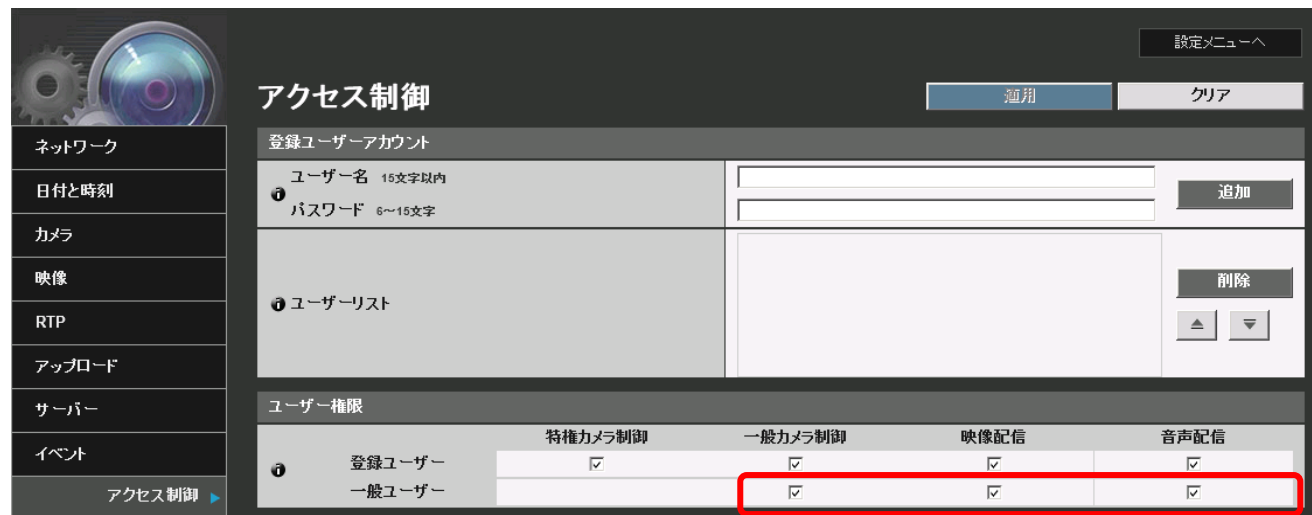 設定メニューへ
アクセス制御
適用
クリア
ネットワーク
日付と時刻
カメラ
映像
RTP
アップロード
サーバー
イベント
アクセス制御
登録ユーザーアカウント
ユーザー名 15文字以内
パスワード 6～15文字
追加
ユーザーリスト
削除
ユーザー権限
特権カメラ制御 一般カメラ制御 映像配信 音声配信
登録ユーザー
一般ユーザー